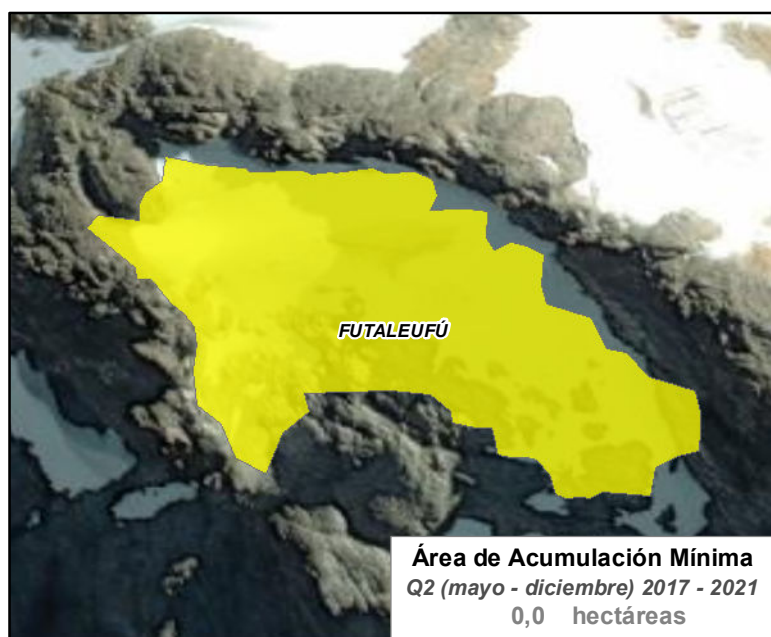 FUTALEUFÚ
Área de Acumulación Mínima
Q2 (mayo - diciembre) 2017 - 2021
0,0 hectáreas